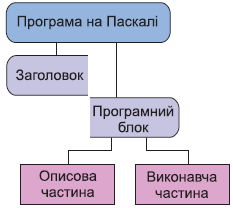 Програма на Паскалі
Заголовок
Програмний
блок
Описова
частина
Виконавча
частина